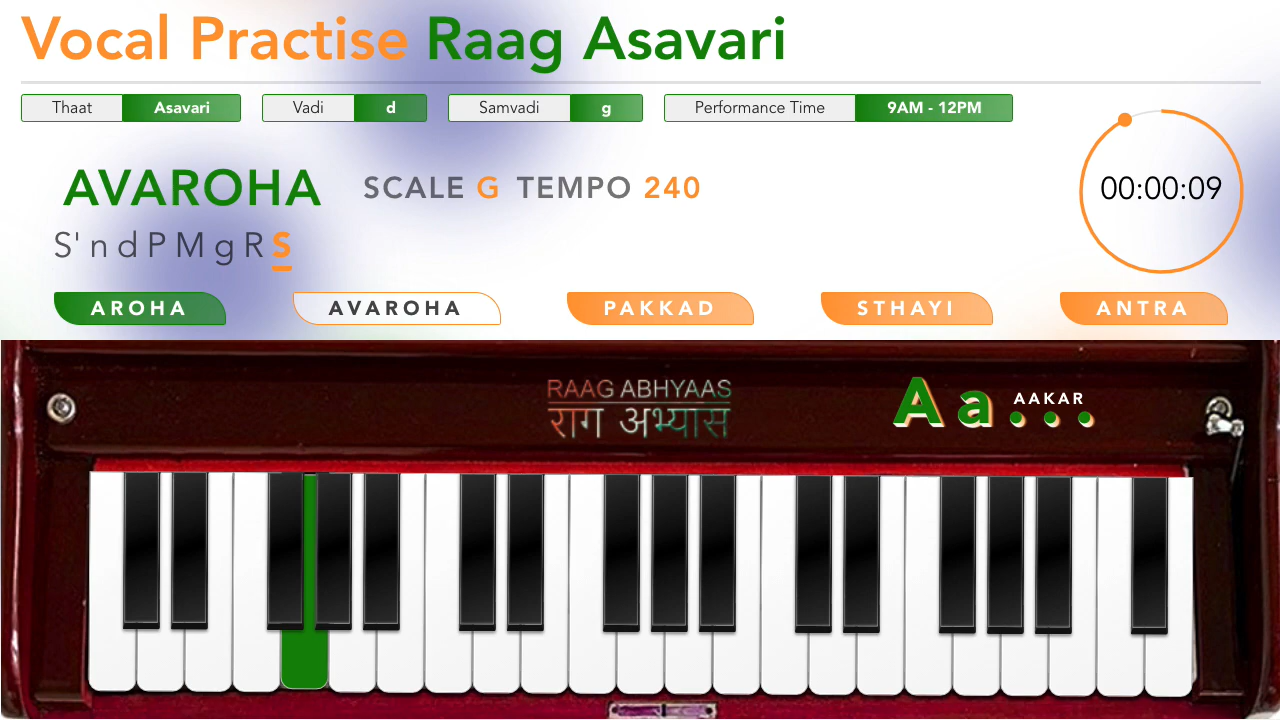 Vocal Practise Raag Asavari
Thaat Asavari Vadi d Samvadi g Performance Time 9AM - 12PM
AVAROHA SCALE G TEMPO 240
00:00:09
S' n d P M g R S
AROHA AVAROHA PAKKAD STHAYI ANTRA
RAAG ABHYAAS
राग अभ्यास
Aa... AAKAR